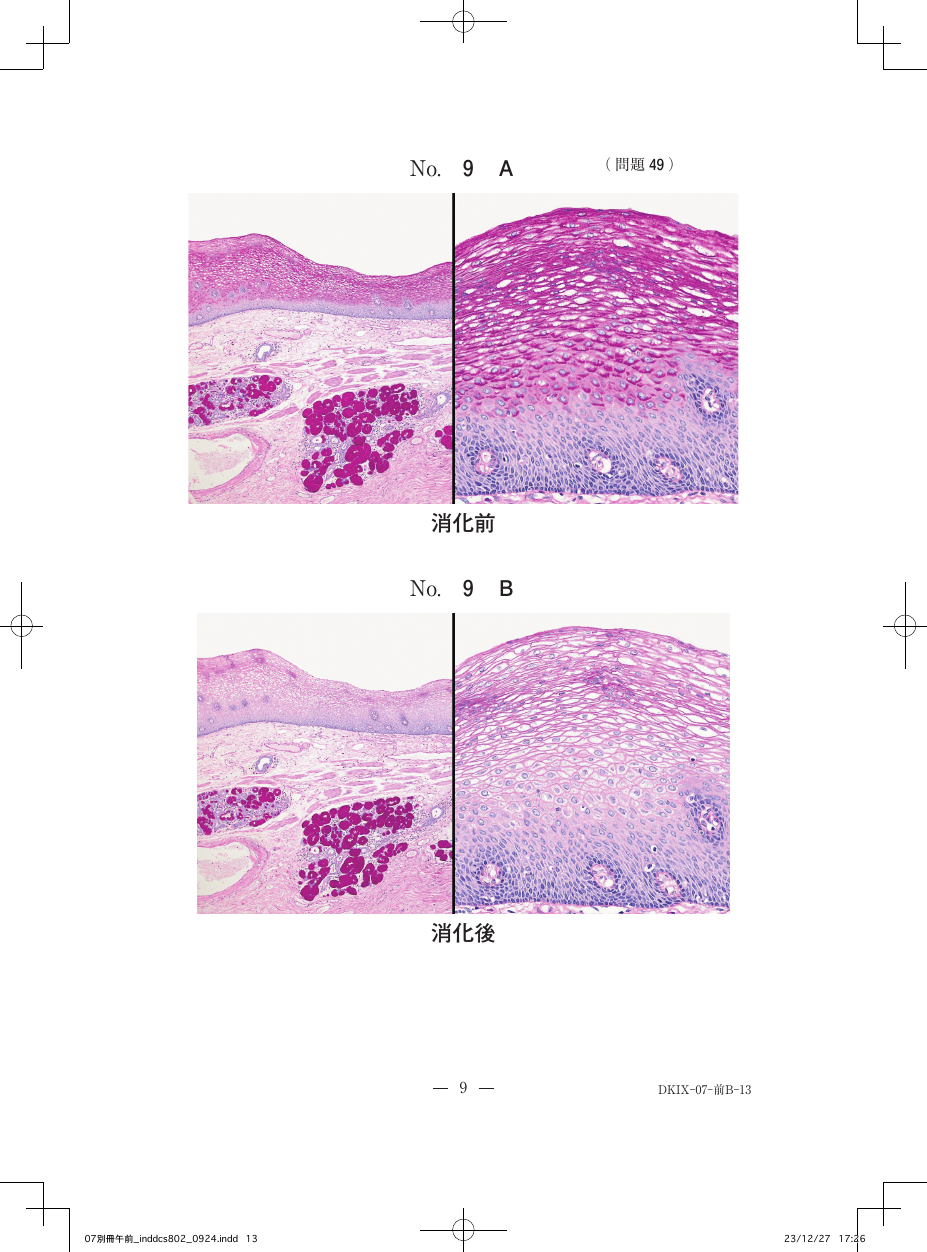 No. 9 A （問題 49）
消化前
No. 9 B
消化後
— 9 —
DKIX-07-前B-13
07別冊午前_inddcs802_0924.indd 13
23/12/27 17:26